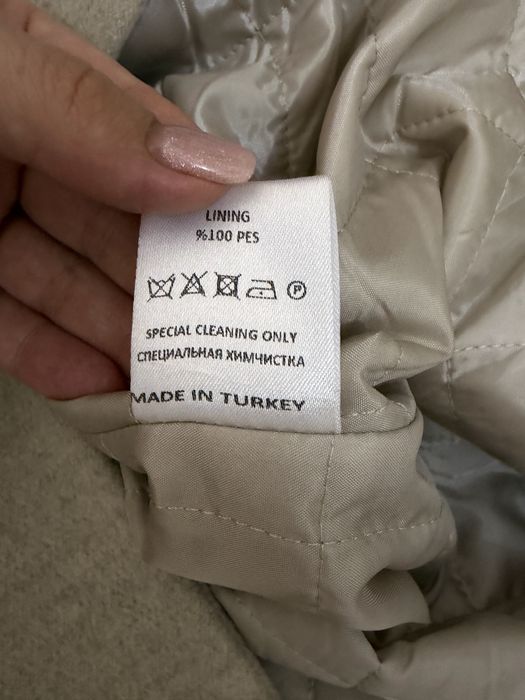 LINING
%100 PES
P
SPECIAL CLEANING ONLY
СПЕЦИАЛЬНАЯ ХИМЧИСТКА
MADE IN TURKEY